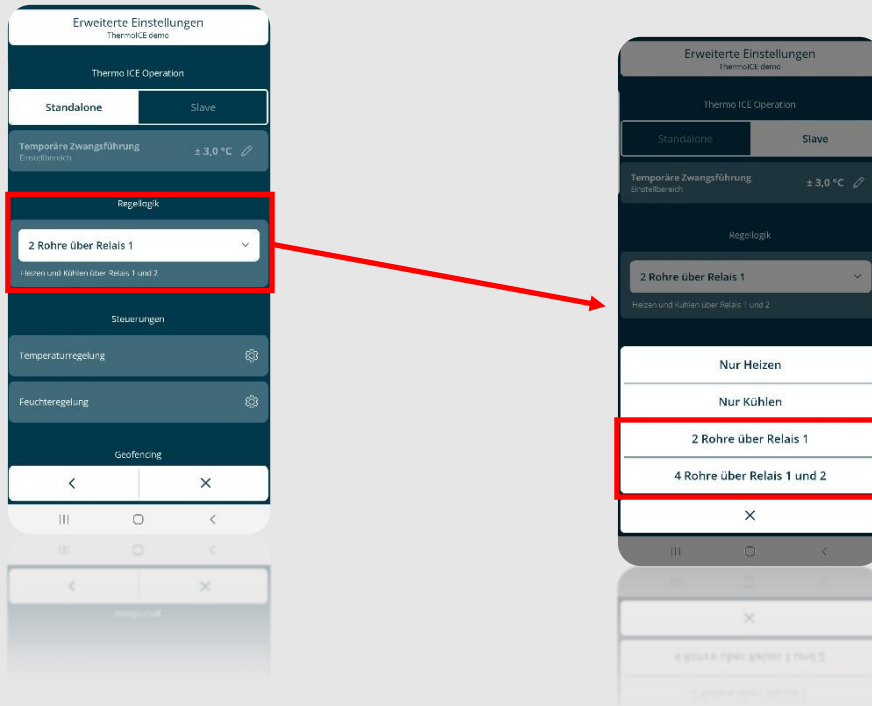 Erweiterte Einstellungen
ThermoICE demo
Thermo ICE Operation
Standalone
Slave
Temporäre Zwangsführung
± 3,0 °C
Einstellbereich
Regellogik
2 Rohre über Relais 1
Heizen und Kühlen über Relais 1 und 2
Steuerungen
Temperaturregelung
Feuchteregelung
Geofencing
Erweiterte Einstellungen
ThermoICE demo
Thermo ICE Operation
Standalone
Slave
Temporäre Zwangsführung
± 3,0 °C
Einstellbereich
Regellogik
2 Rohre über Relais 1
Heizen und Kühlen über Relais 1 und 2
Nur Heizen
Nur Kühlen
2 Rohre über Relais 1
4 Rohre über Relais 1 und 2